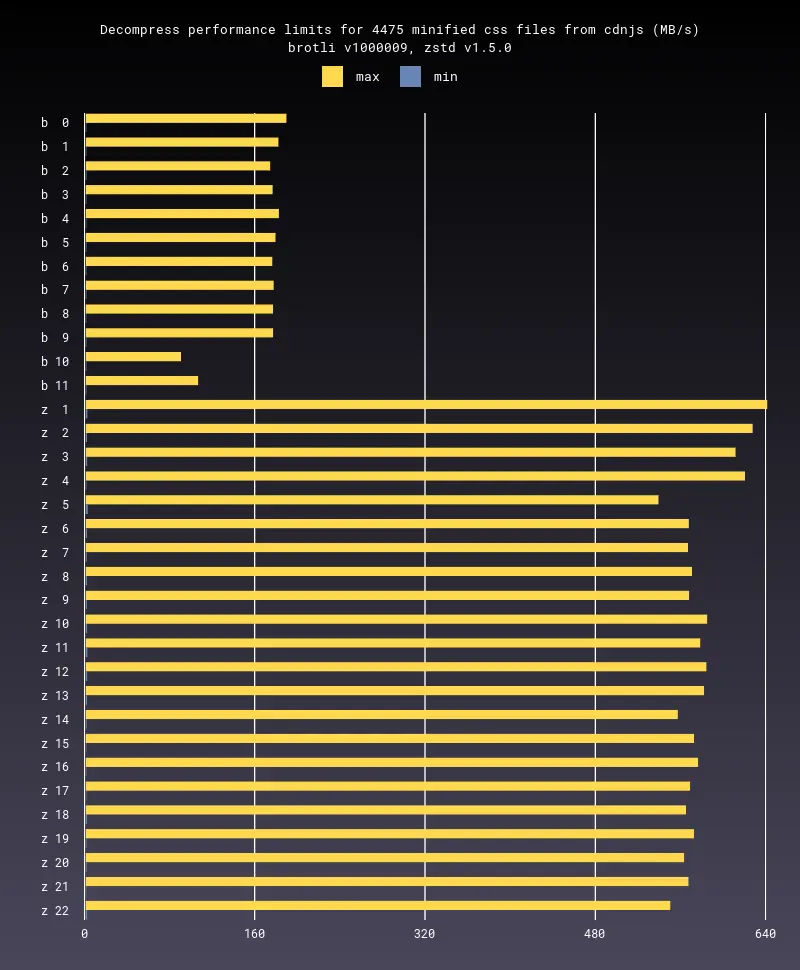 Decompress performance limits for 4475 minified css files from cdnjs (MB/s)
brotli v1000009, zstd v1.5.0
max min
b 0
b 1
b 2
b 3
b 4
b 5
b 6
b 7
b 8
b 9
b 10
b 11
z 1
z 2
z 3
z 4
z 5
z 6
z 7
z 8
z 9
z 10
z 11
z 12
z 13
z 14
z 15
z 16
z 17
z 18
z 19
z 20
z 21
z 22
0 160 320 480 640